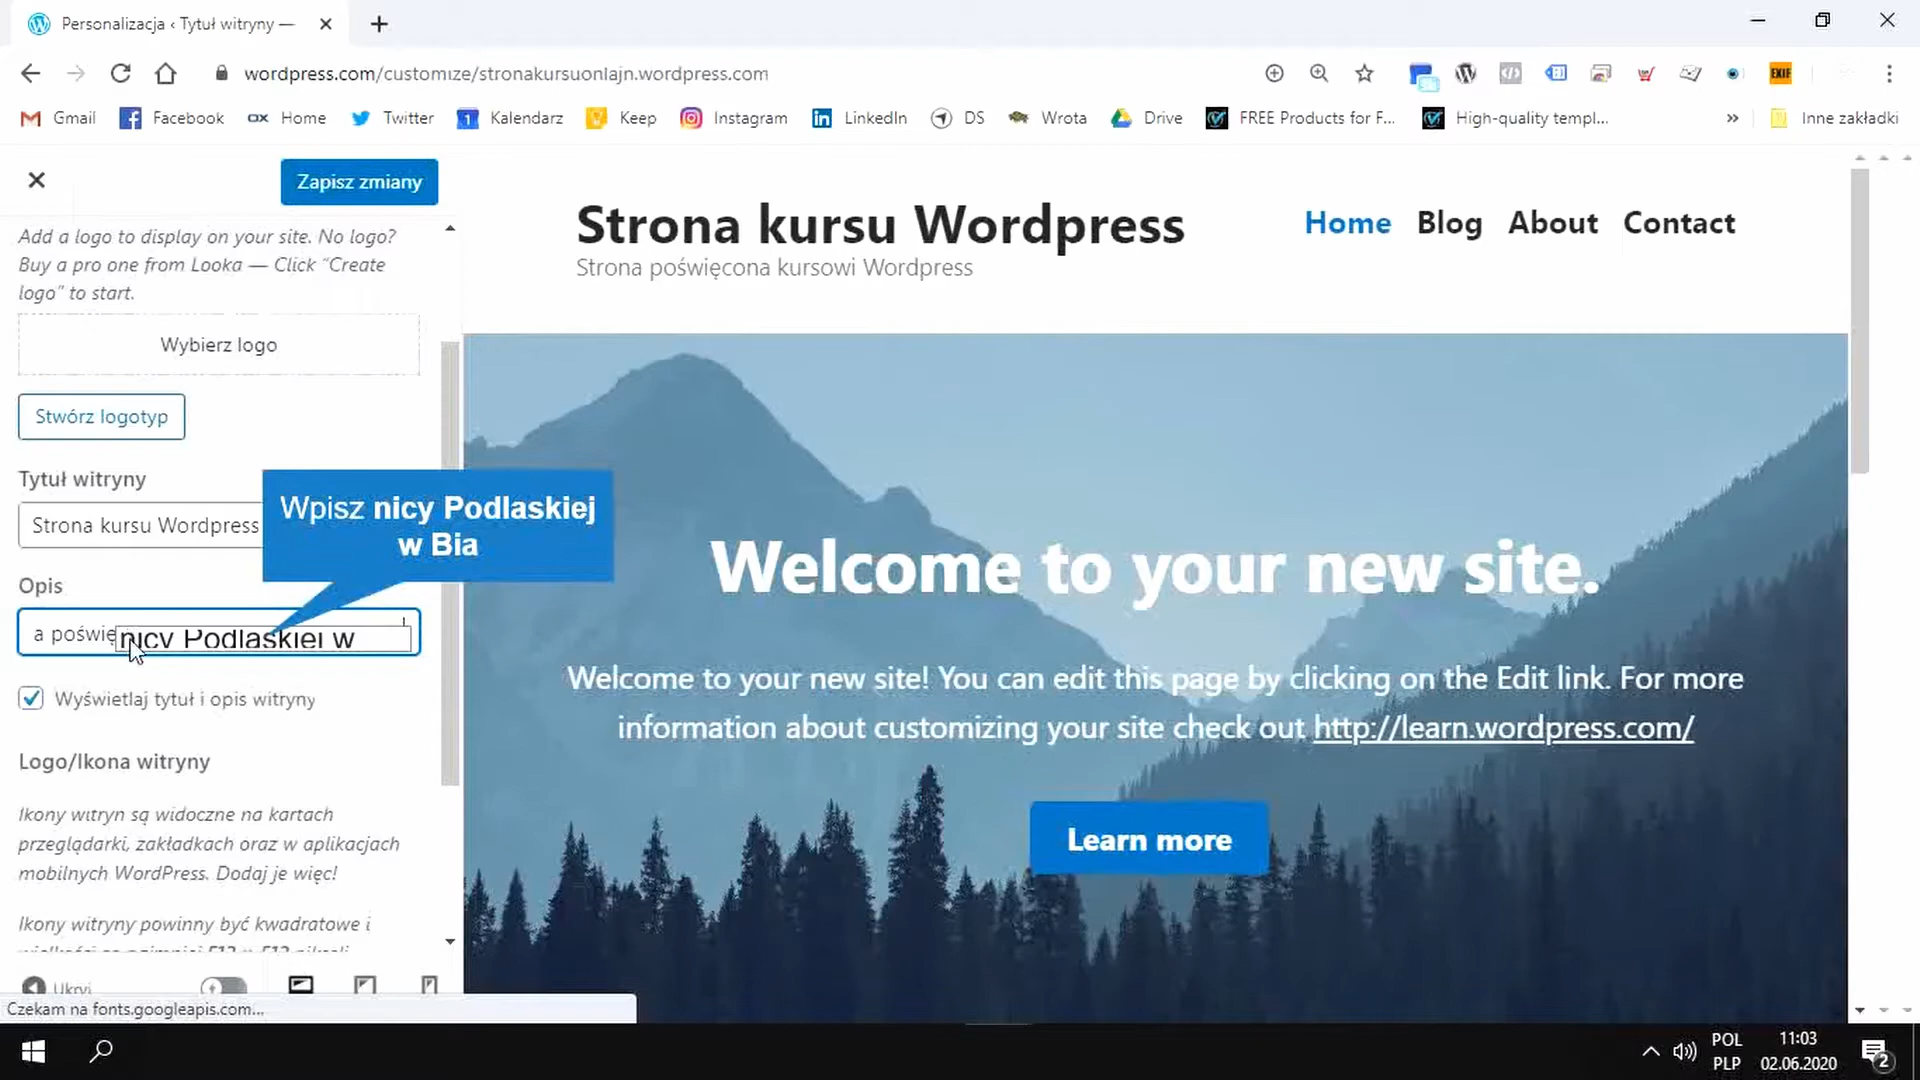 Personalizacja ‹ Tytuł witryny —
wordpress.com/customize/stronakursuonlajn.wordpress.com
EXIF
Gmail
Facebook
Home
Twitter
Kalendarz
Keep
Instagram
LinkedIn
DS
Wrota
Drive
FREE Products for F...
High-quality templ...
»
Inne zakładki
Zapisz zmiany
Add a logo to display on your site. No logo?
Buy a pro one from Looka — Click “Create
logo” to start.
Wybierz logo
Stwórz logotyp
Tytuł witryny
Strona kursu Wordpress
Wpisz nicy Podlaskiej
w Bia
Opis
a poświę
nicy Podlaskiej w
Wyświetlaj tytuł i opis witryny
Logo/Ikona witryny
Ikony witryn są widoczne na kartach
przeglądarki, zakładkach oraz w aplikacjach
mobilnych WordPress. Dodaj je więc!
Ikony witryny powinny być kwadratowe i
Ukryj
Czekam na fonts.googleapis.com...
Strona kursu Wordpress
Strona poświęcona kursowi Wordpress
Home
Blog
About
Contact
Welcome to your new site.
Welcome to your new site! You can edit this page by clicking on the Edit link. For more
information about customizing your site check out http://learn.wordpress.com/
Learn more
POL
PLP
11:03
02.06.2020
2